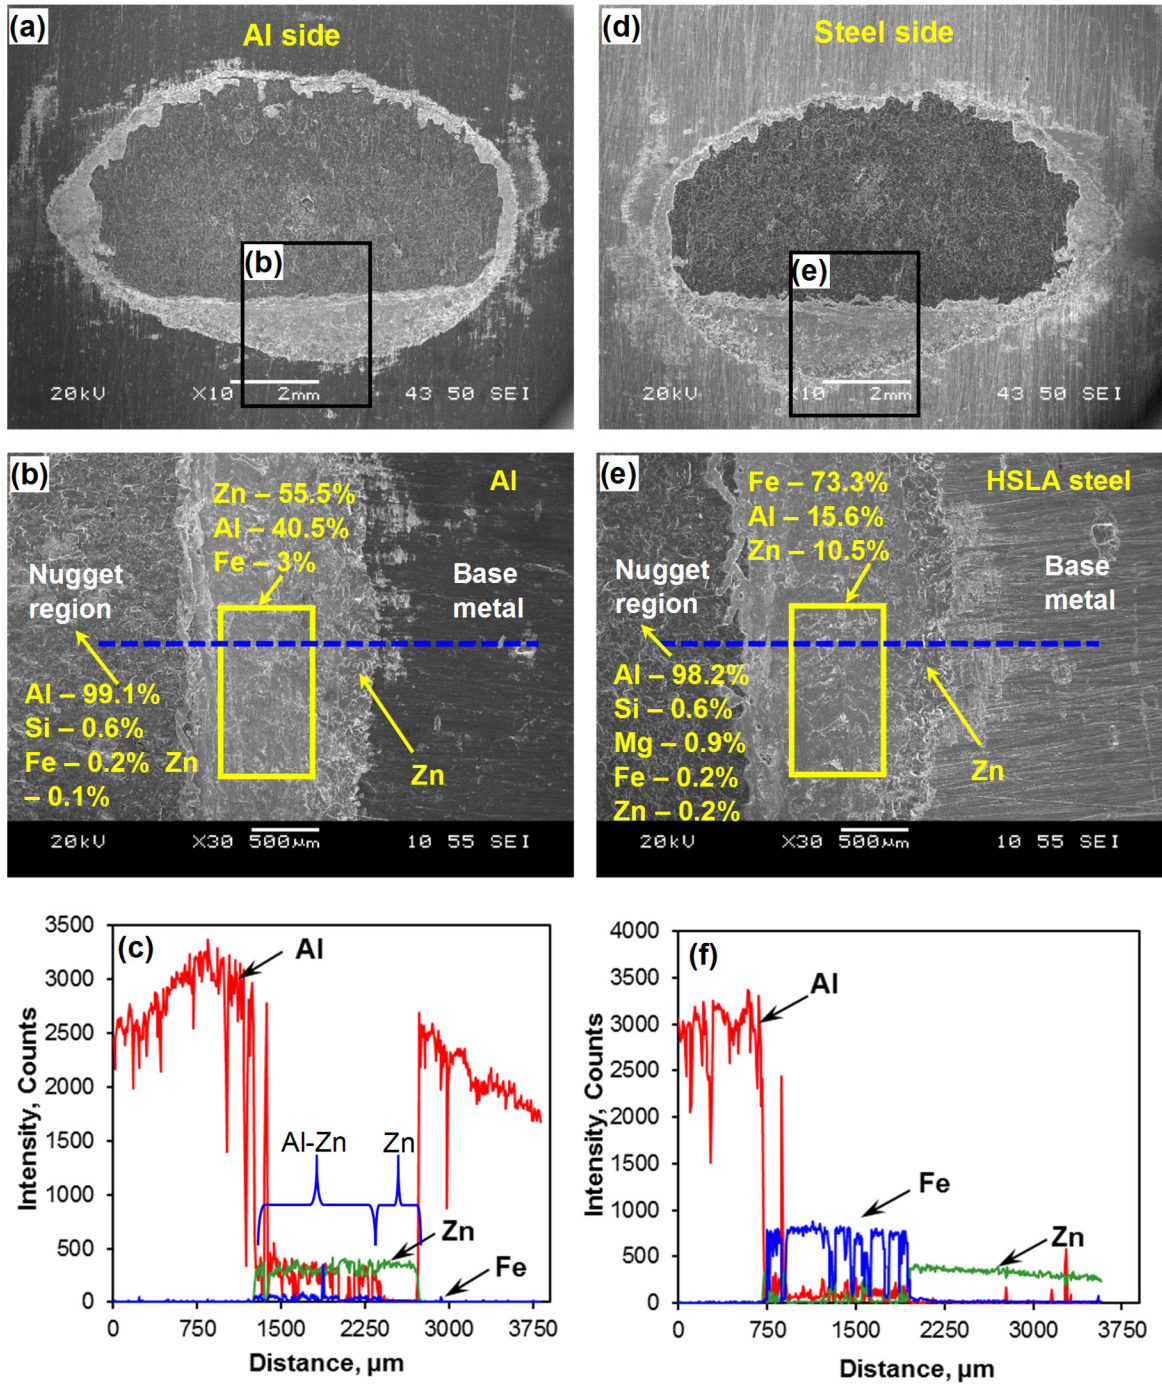 (a)
Al side
(b)
20kV X10 2mm 43 50 SEI
(d)
Steel side
(e)
20kV X10 2mm 43 50 SEI
(b)
Al
Zn – 55.5%
Al – 40.5%
Fe – 3%
Nugget
region
Base
metal
Al – 99.1%
Si – 0.6%
Fe – 0.2% Zn
– 0.1%
Zn
20kV X30 500µm 10 55 SEI
(e)
HSLA steel
Fe – 73.3%
Al – 15.6%
Zn – 10.5%
Nugget
region
Base
metal
Al – 98.2%
Si – 0.6%
Mg – 0.9%
Fe – 0.2%
Zn – 0.2%
Zn
20kV X30 500µm 10 55 SEI
(c)
Intensity, Counts
3500
3000
2500
2000
1500
1000
500
0
Al
Al-Zn
Zn
Zn
Fe
0 750 1500 2250 3000 3750
Distance, µm
(f)
Intensity, Counts
4000
3500
3000
2500
2000
1500
1000
500
0
Al
Fe
Zn
0 750 1500 2250 3000 3750
Distance, µm